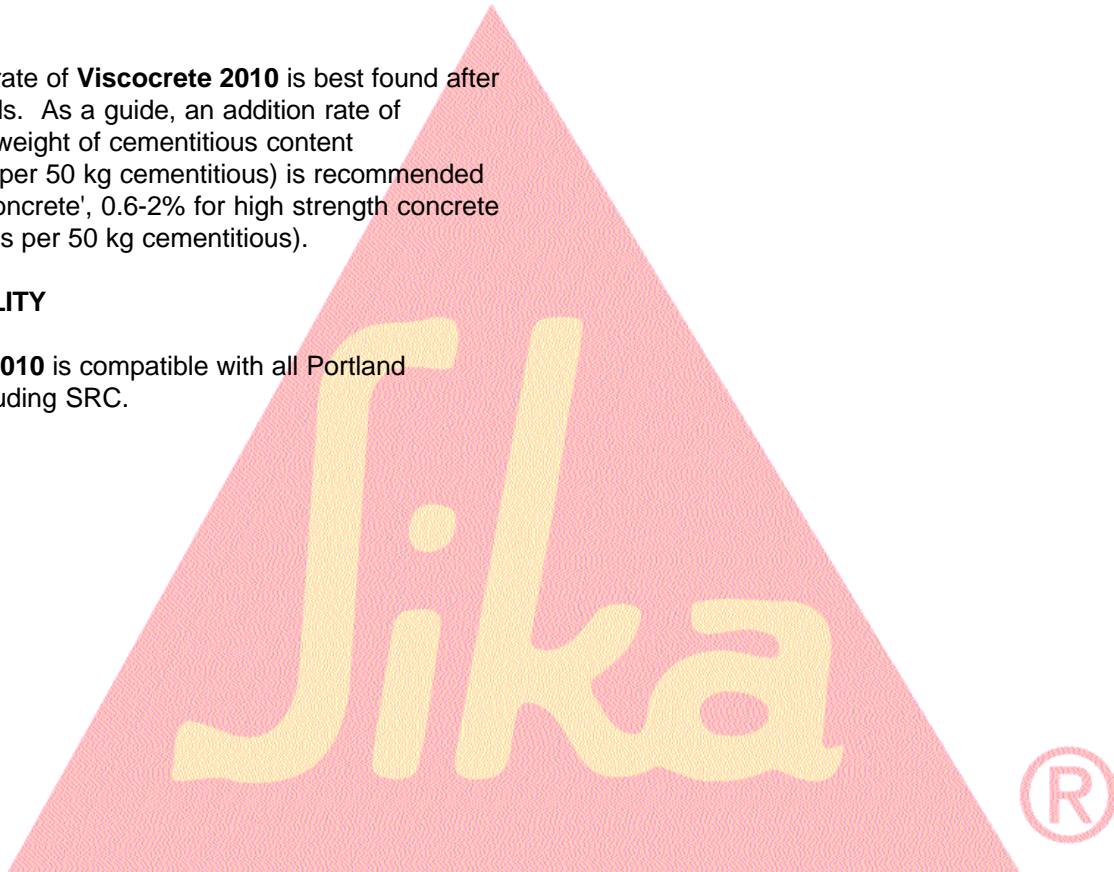 rate of Viscocrete 2010 is best found after
ls. As a guide, an addition rate of
weight of cementitious content
per 50 kg cementitious) is recommended
oncrete', 0.6-2% for high strength concrete
s per 50 kg cementitious).
LITY
010 is compatible with all Portland
uding SRC.
Sika
®